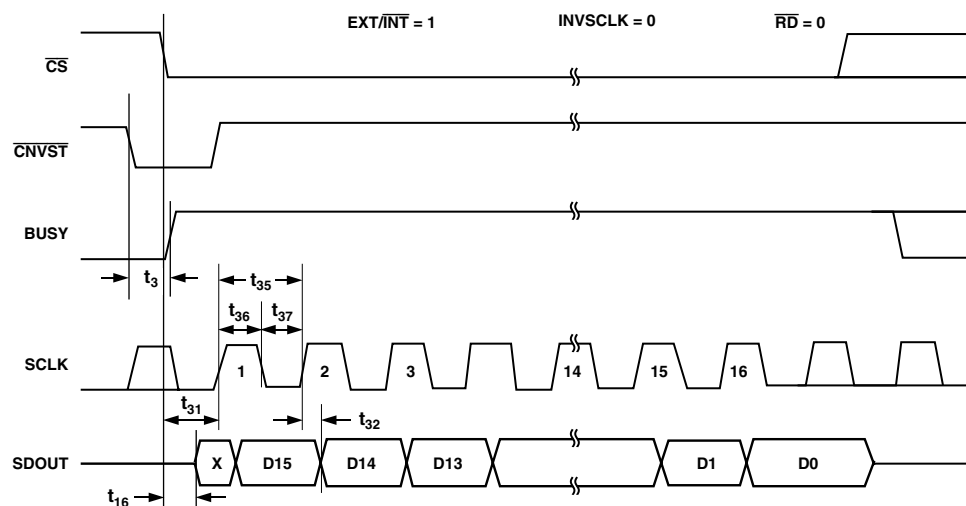 EXT/INT = 1 INVSCLK = 0 RD = 0
CS
CNVST
BUSY
t3
t35
t36 t37
SCLK
1 2 3 14 15 16
t31
t32
SDOUT
X D15 D14 D13 D1 D0
t16